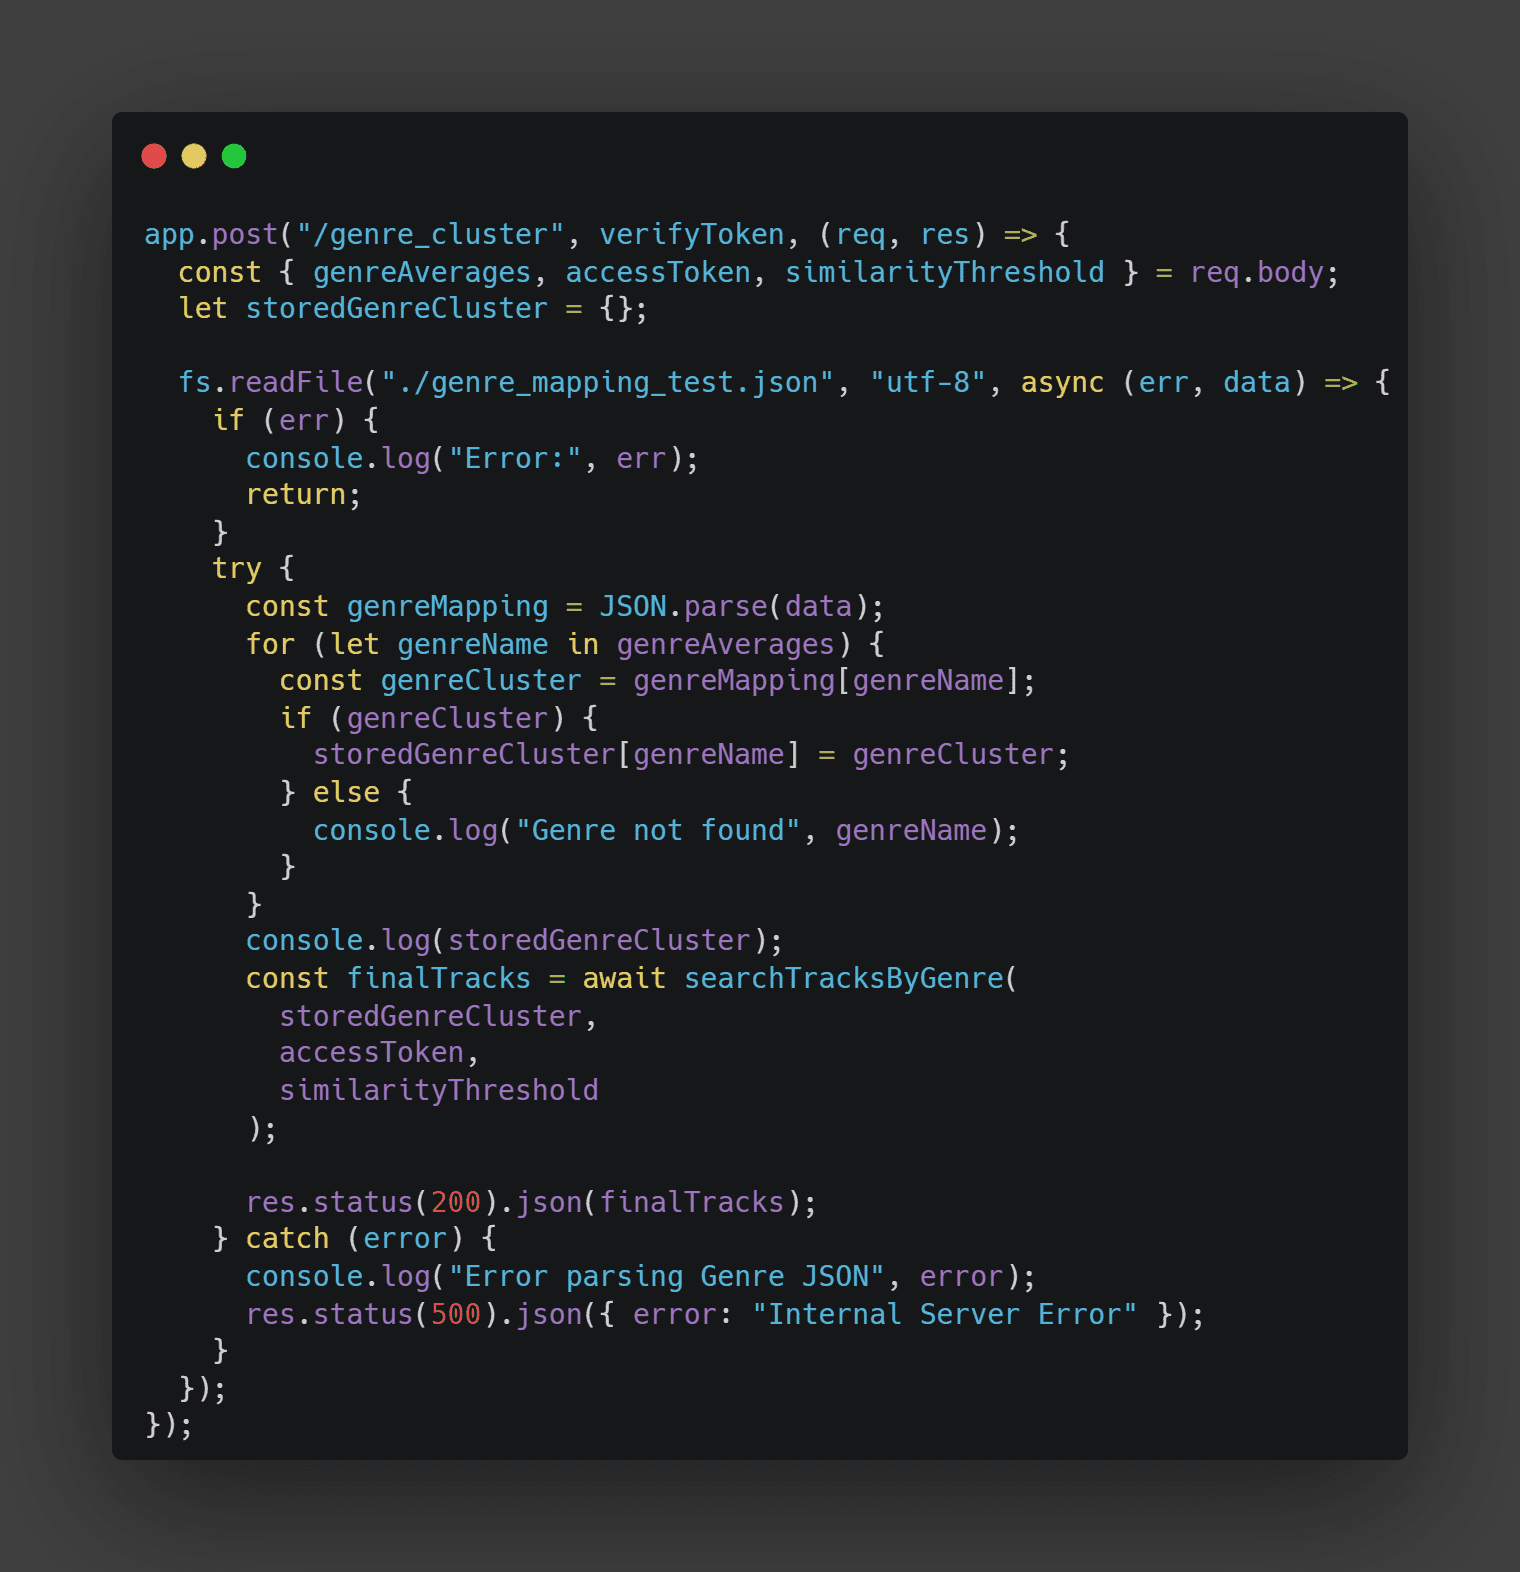 app.post("/genre_cluster", verifyToken, (req, res) => {
  const { genreAverages, accessToken, similarityThreshold } = req.body;
  let storedGenreCluster = {};

  fs.readFile("./genre_mapping_test.json", "utf-8", async (err, data) => {
    if (err) {
      console.log("Error:", err);
      return;
    }
    try {
      const genreMapping = JSON.parse(data);
      for (let genreName in genreAverages) {
        const genreCluster = genreMapping[genreName];
        if (genreCluster) {
          storedGenreCluster[genreName] = genreCluster;
        } else {
          console.log("Genre not found", genreName);
        }
      }
      console.log(storedGenreCluster);
      const finalTracks = await searchTracksByGenre(
        storedGenreCluster,
        accessToken,
        similarityThreshold
      );

      res.status(200).json(finalTracks);
    } catch (error) {
      console.log("Error parsing Genre JSON", error);
      res.status(500).json({ error: "Internal Server Error" });
    }
  });
});